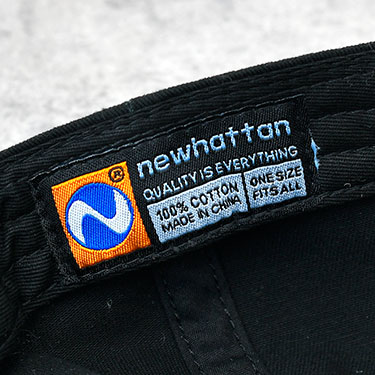 newhattan
®
QUALITY IS EVERYTHING
100% COTTON
MADE IN CHINA
ONE SIZE
FITS ALL